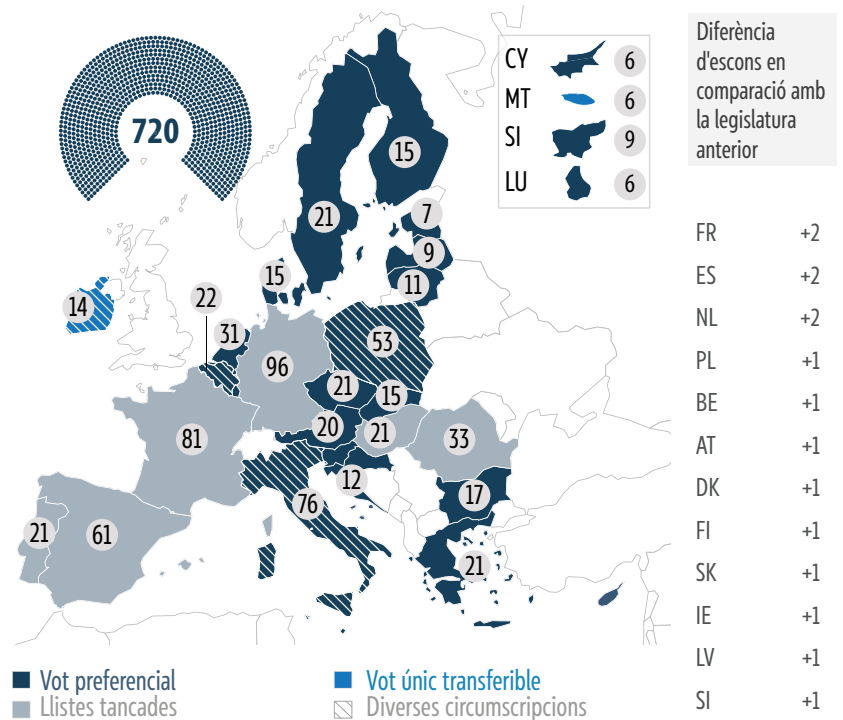 720
CY 6
MT 6
SI 9
LU 6
15
21
7
9
11
15
14
22
31
53
96
21
15
20
21
33
81
12
17
76
21
61
21
Vot preferencial
Llistes tancades
Vot únic transferible
Diverses circumscripcions
Diferència
d'escons en
comparació amb
la legislatura
anterior
FR +2
ES +2
NL +2
PL +1
BE +1
AT +1
DK +1
FI +1
SK +1
IE +1
LV +1
SI +1